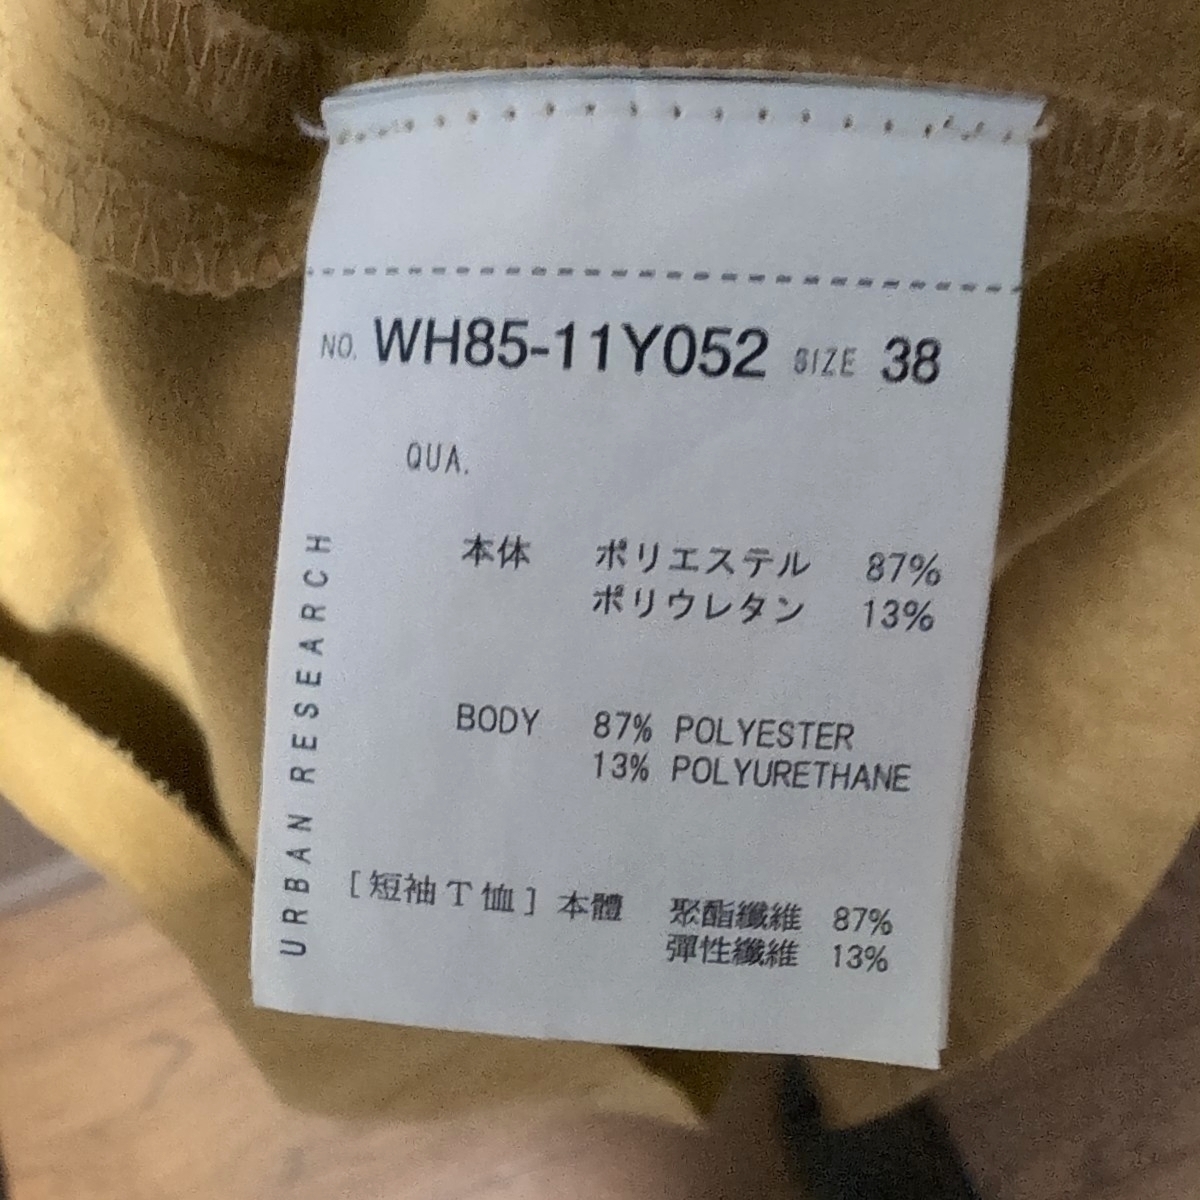 NO. WH85-11Y052 SIZE 38
QUA.
本体 ポリエステル 87%
ポリウレタン 13%
BODY 87% POLYESTER
13% POLYURETHANE
[短袖T恤] 本體 聚酯纖維 87%
彈性纖維 13%
URBAN RESEARCH